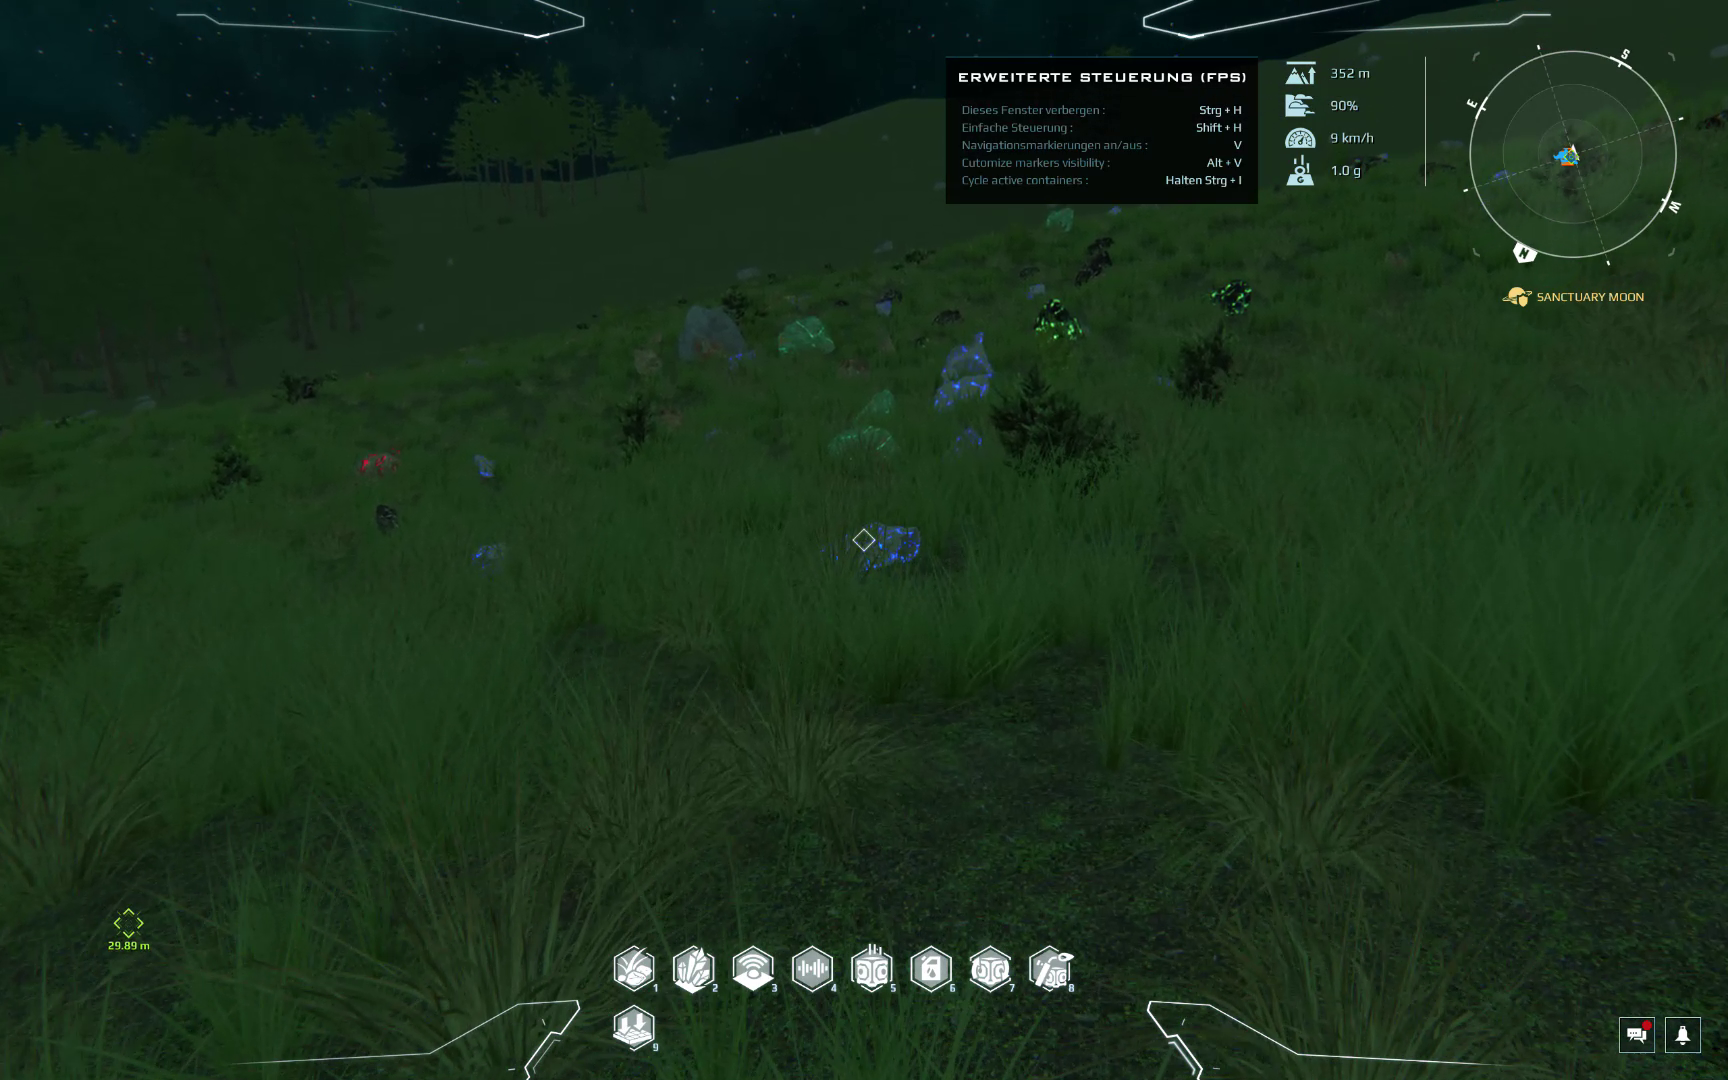 ERWEITERTE STEUERUNG (FPS)
Dieses Fenster verbergen : Strg + H
Einfache Steuerung : Shift + H
Navigationsmarkierungen an/aus : V
Cutomize markers visibility : Alt + V
Cycle active containers : Halten Strg + I
352 m
90%
9 km/h
G 1.0 g
S
E
W
N
SANCTUARY MOON
29.89 m
1 2 3 4 5 6 7 8
9